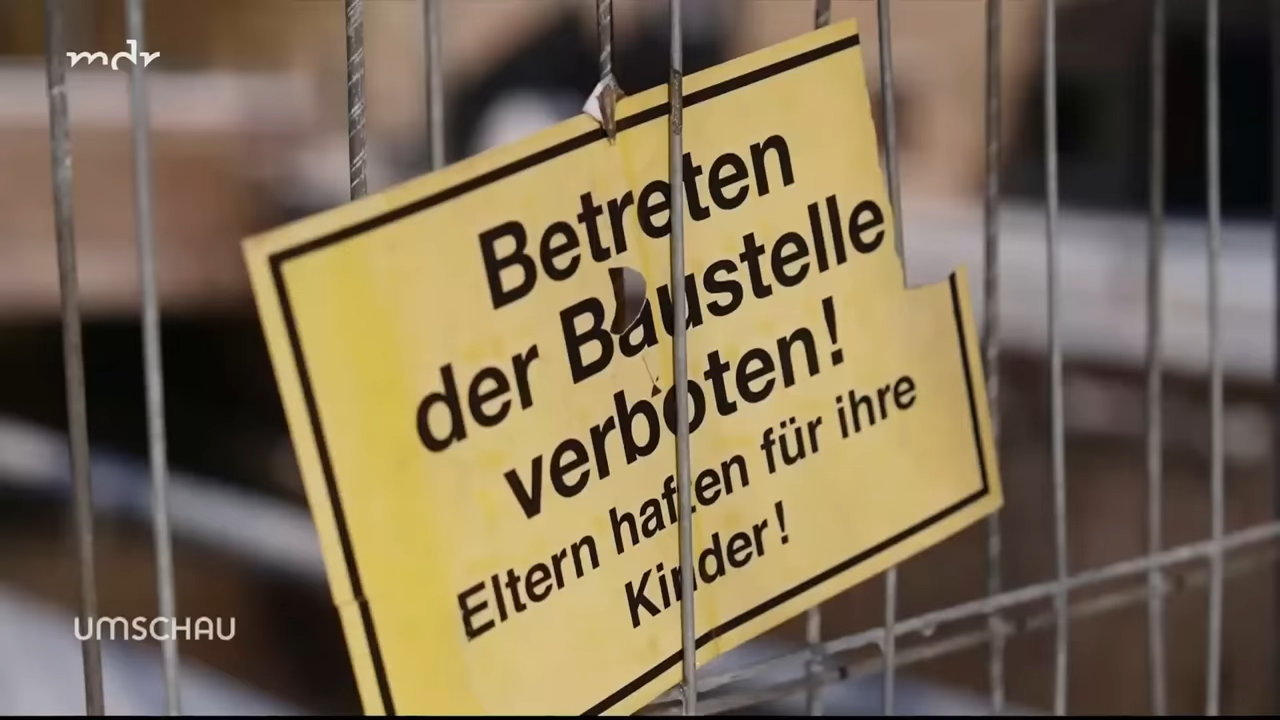 mdr
Betreten
der Baustelle
verboten!
Eltern haften für ihre
Kinder!
UMSCHAU